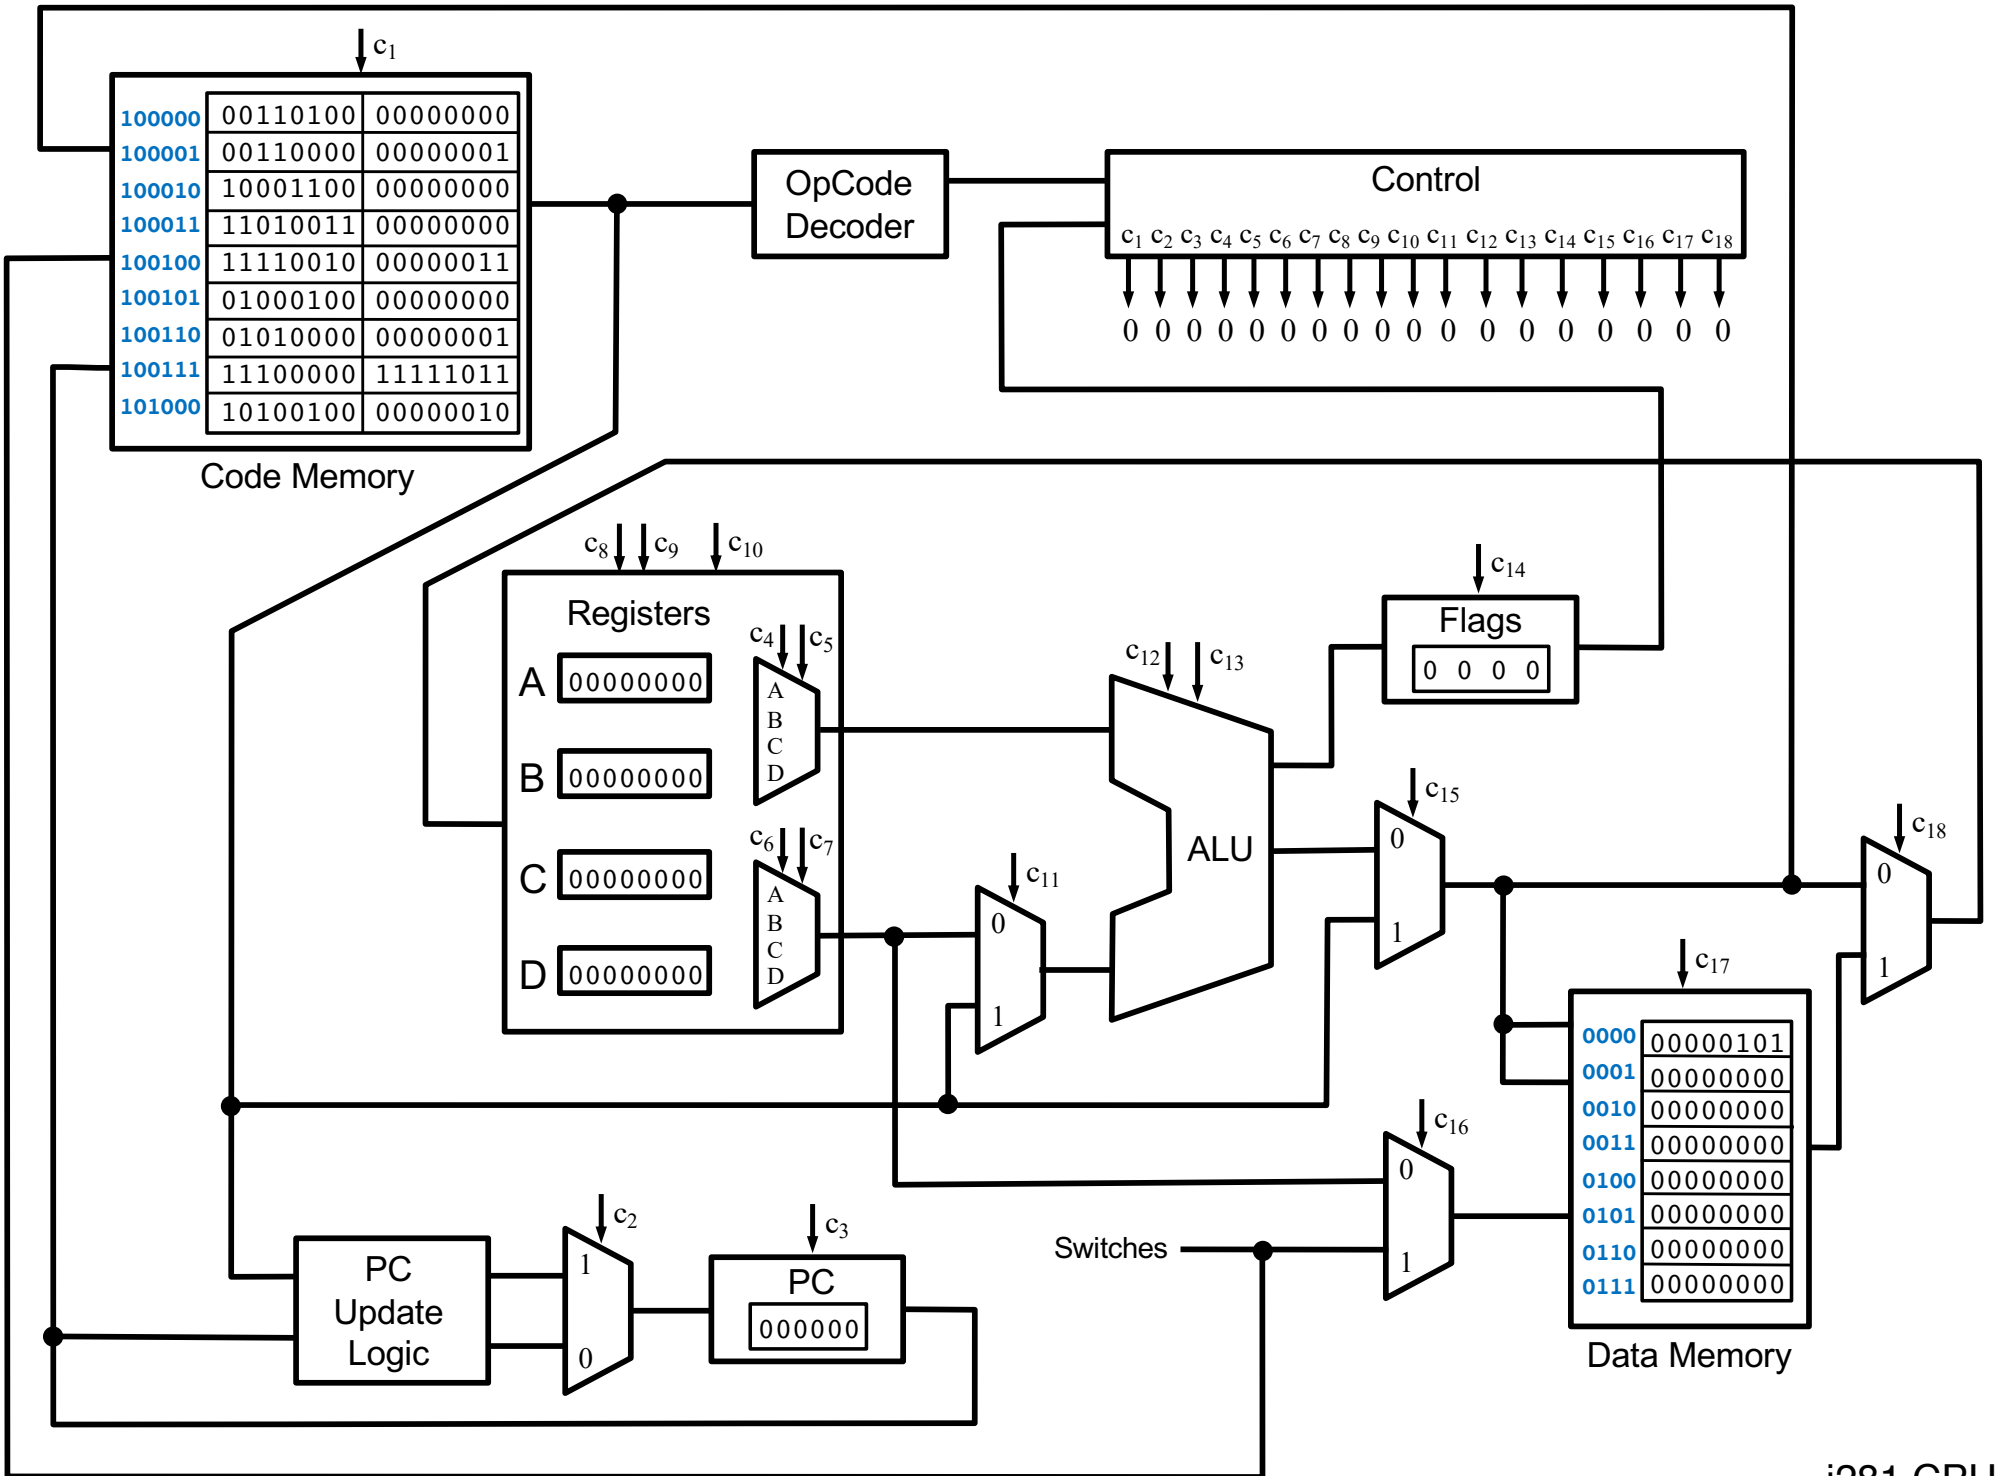 c1
100000 00110100 00000000
100001 00110000 00000001
100010 10001100 00000000
100011 11010011 00000000
100100 11110010 00000011
100101 01000100 00000000
100110 01010000 00000001
100111 11100000 11111011
101000 10100100 00000010
Code Memory
OpCode
Decoder
Control
c1 c2 c3 c4 c5 c6 c7 c8 c9 c10 c11 c12 c13 c14 c15 c16 c17 c18
0 0 0 0 0 0 0 0 0 0 0 0 0 0 0 0 0 0
c8 c9 c10
Registers
c4 c5
A 00000000
B 00000000
C 00000000
D 00000000
A
B
C
D
c6 c7
A
B
C
D
c11
0
1
c12 c13
ALU
c14
Flags
0 0 0 0
c15
0
1
c18
0
1
c17
0000 00000101
0001 00000000
0010 00000000
0011 00000000
0100 00000000
0101 00000000
0110 00000000
0111 00000000
Data Memory
c16
0
1
Switches
PC
Update
Logic
c2
1
0
c3
PC
000000